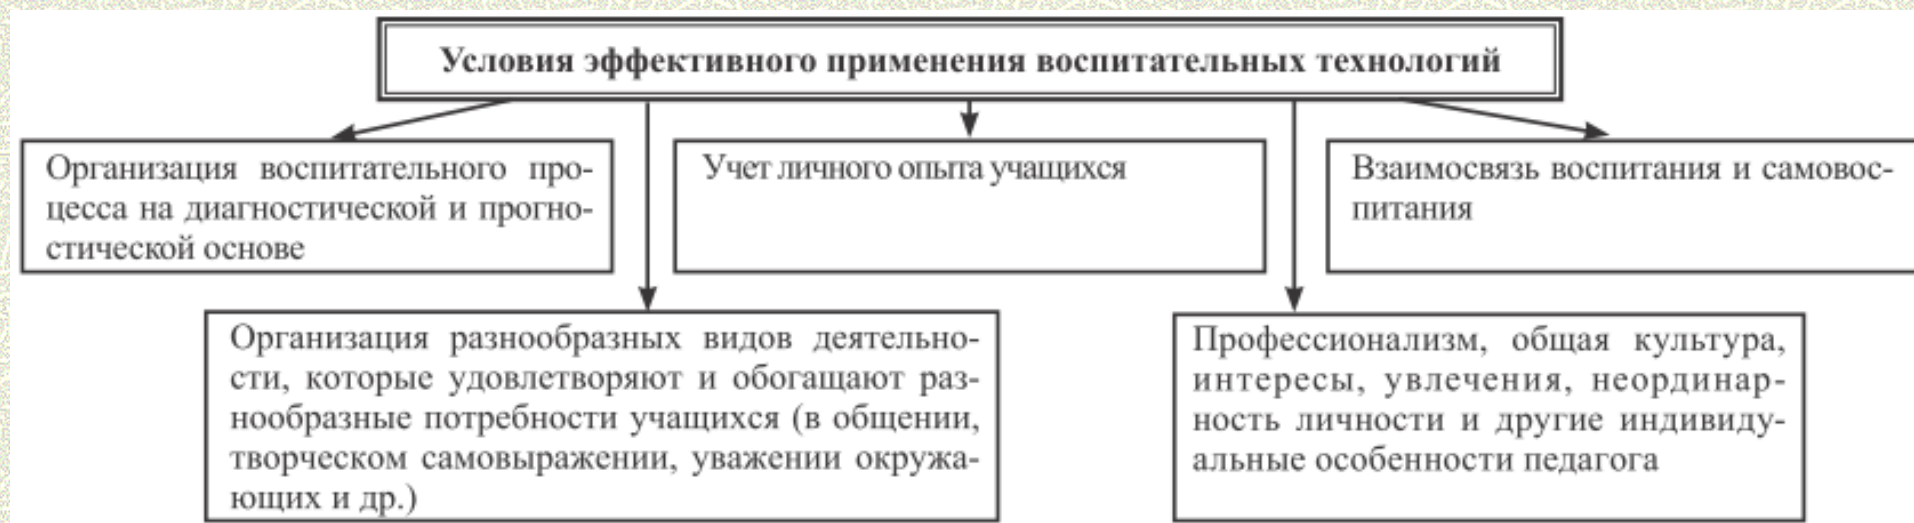 Условия эффективного применения воспитательных технологий
Организация воспитательного про-
цесса на диагностической и прогно-
стической основе
Учет личного опыта учащихся
Взаимосвязь воспитания и самовос-
питания
Организация разнообразных видов деятельно-
сти, которые удовлетворяют и обогащают раз-
нообразные потребности учащихся (в общении,
творческом самовыражении, уважении окружа-
ющих и др.)
Профессионализм, общая культура,
интересы, увлечения, неординар-
ность личности и другие индивиду-
альные особенности педагога